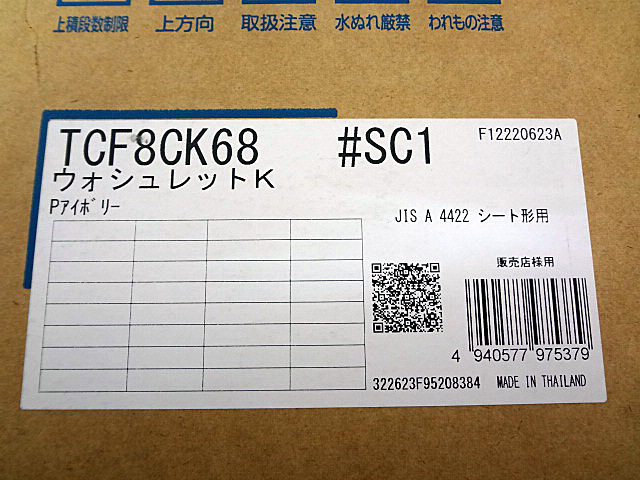 上積段数制限 上方向 取扱注意 水ぬれ厳禁 われもの注意
TCF8CK68 #SC1 F12220623A
ウォシュレットK
Pアイボリー
JIS A 4422 シート形用
販売店様用
4 940577 975379
322623F95208384 MADE IN THAILAND